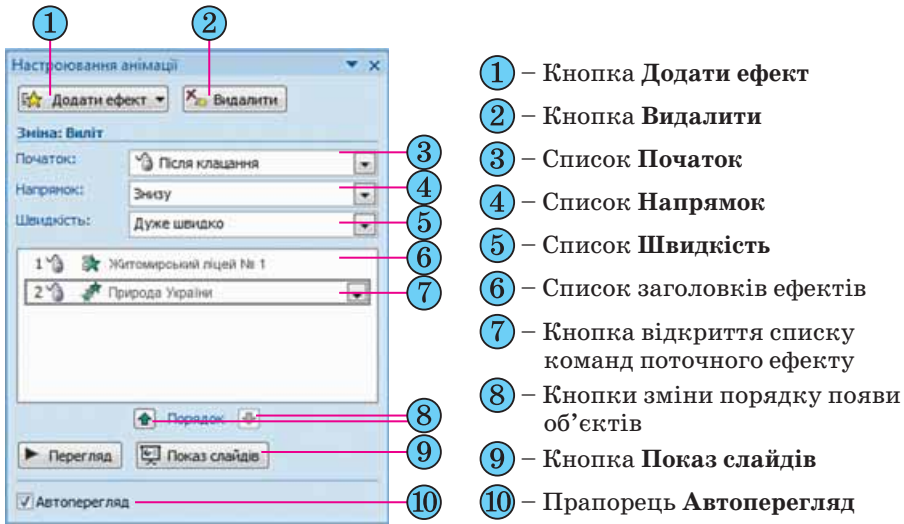 1
2
Настроювання анімації
Додати ефект
Видалити
Зміна: Виліт
Початок:
Після клацання
3
Напрямок:
Знизу
4
Швидкість:
Дуже швидко
5
1 Житомирський ліцей № 1
6
2 Природа України
7
Порядок
8
Перегляд
Показ слайдів
9
Автоперегляд
10
1 – Кнопка Додати ефект
2 – Кнопка Видалити
3 – Список Початок
4 – Список Напрямок
5 – Список Швидкість
6 – Список заголовків ефектів
7 – Кнопка відкриття списку
команд поточного ефекту
8 – Кнопки зміни порядку появи
об’єктів
9 – Кнопка Показ слайдів
10 – Прапорець Автоперегляд